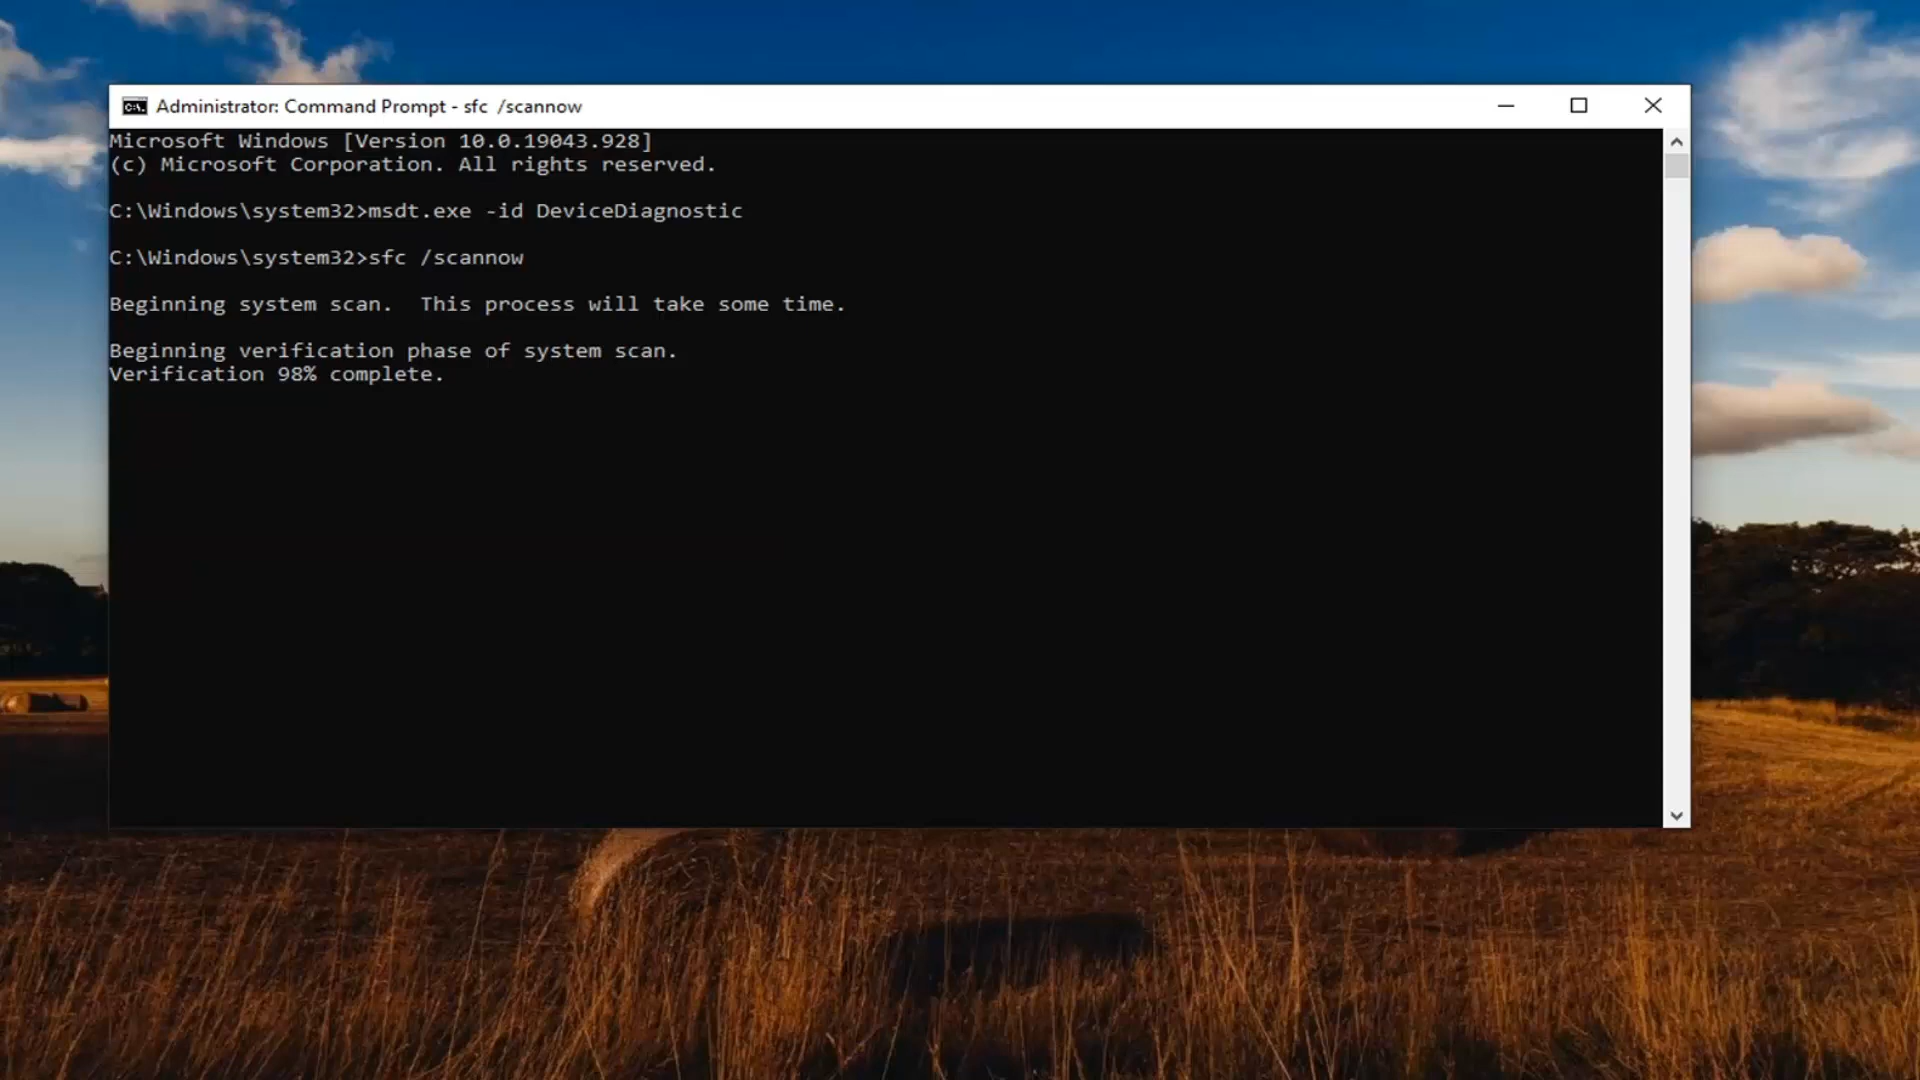 Administrator: Command Prompt - sfc  /scannow
Microsoft Windows [Version 10.0.19043.928]
(c) Microsoft Corporation. All rights reserved.
C:\Windows\system32>msdt.exe -id DeviceDiagnostic
C:\Windows\system32>sfc /scannow
Beginning system scan.  This process will take some time.
Beginning verification phase of system scan.
Verification 98% complete.